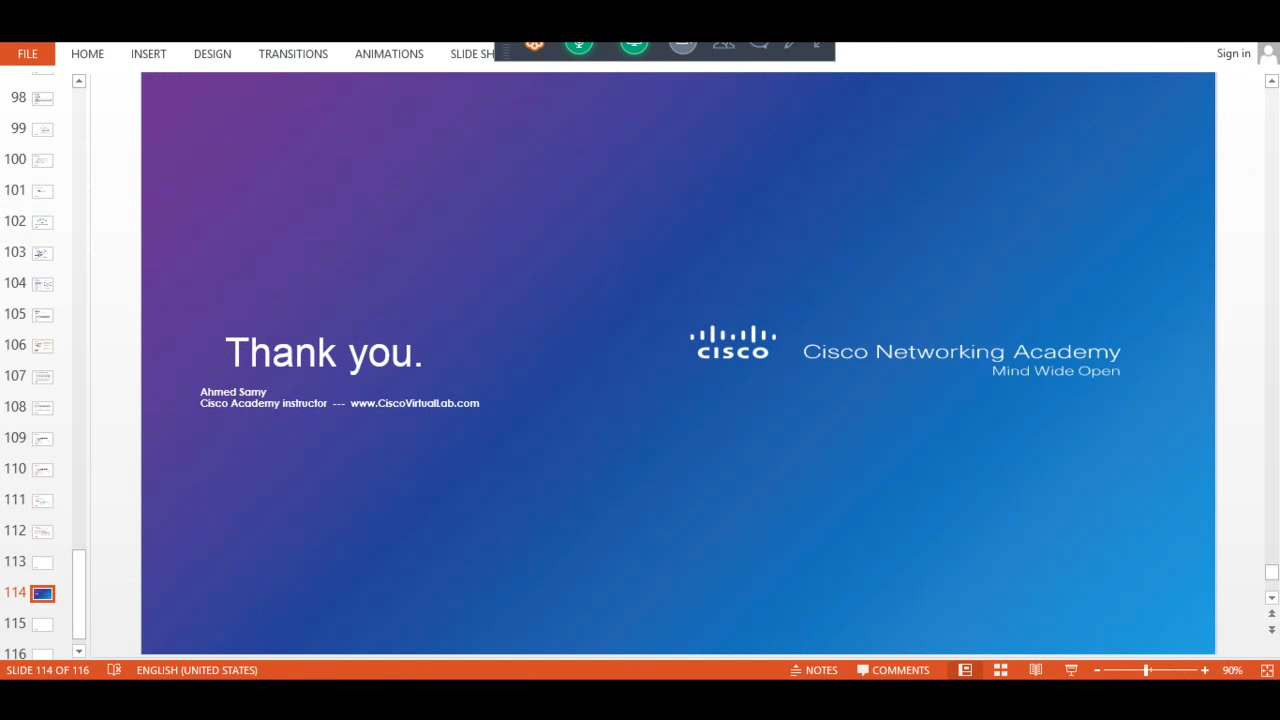 FILE
HOME
INSERT
DESIGN
TRANSITIONS
ANIMATIONS
SLIDE SH
Sign in
98
99
100
101
102
103
104
105
106
107
108
109
110
111
112
113
114
115
116
Thank you.
Ahmed Samy
Cisco Academy instructor --- www.CiscoVirtualLab.com
CISCO
Cisco Networking Academy
Mind Wide Open
SLIDE 114 OF 116
ENGLISH (UNITED STATES)
NOTES
COMMENTS
90%